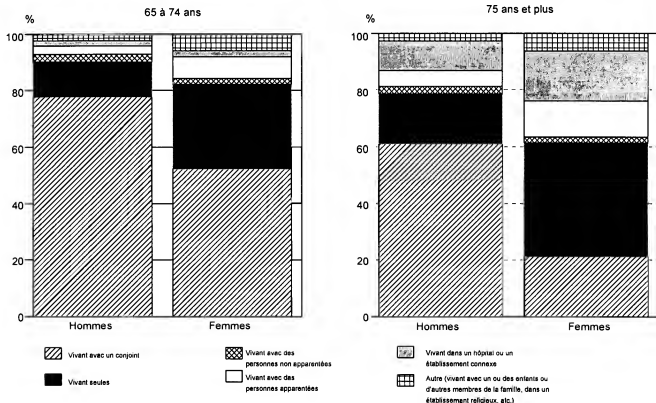 65 à 74 ans
%
100
80
60
40
20
0
Hommes
Femmes
75 ans et plus
%
100
80
60
40
20
0
Hommes
Femmes
Vivant avec un conjoint
Vivant seules
Vivant avec des
personnes non apparentées
Vivant avec das
personnes apparentées
Vivant dans un hôpital ou un
établissement connexe
Autre (vivant avec un ou des enfants ou
d'autres membres de la famille, dans un
établissemant religieux, atc.)